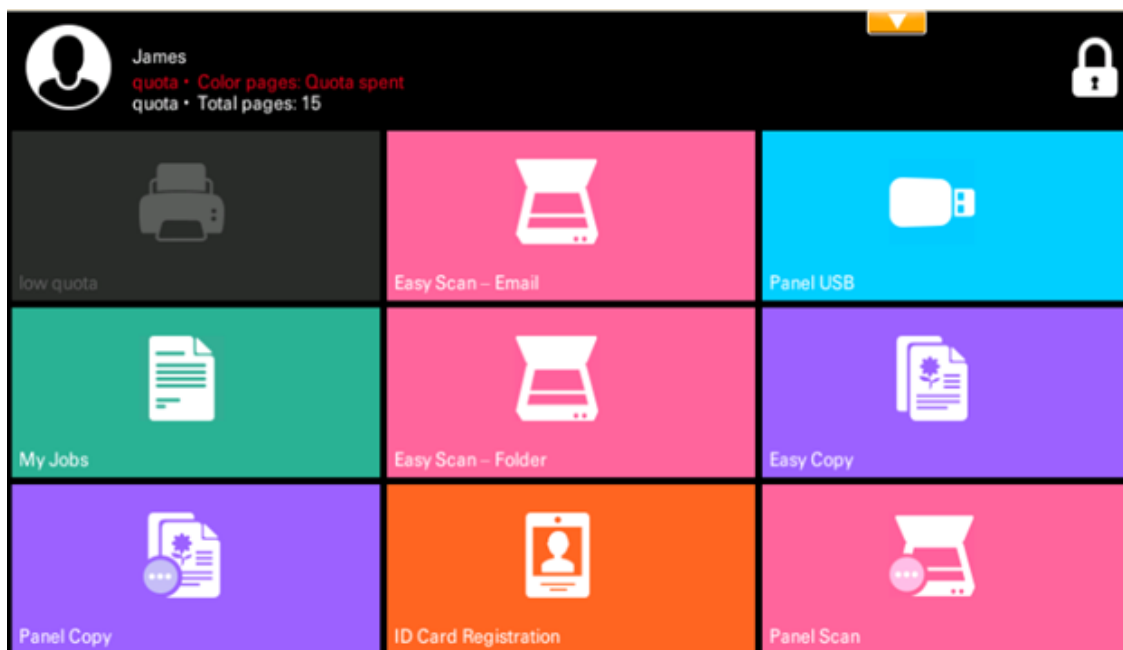 James
quota • Color pages: Quota spent
quota • Total pages: 15
low quota
Easy Scan – Email
Panel USB
My Jobs
Easy Scan – Folder
Easy Copy
Panel Copy
ID Card Registration
Panel Scan